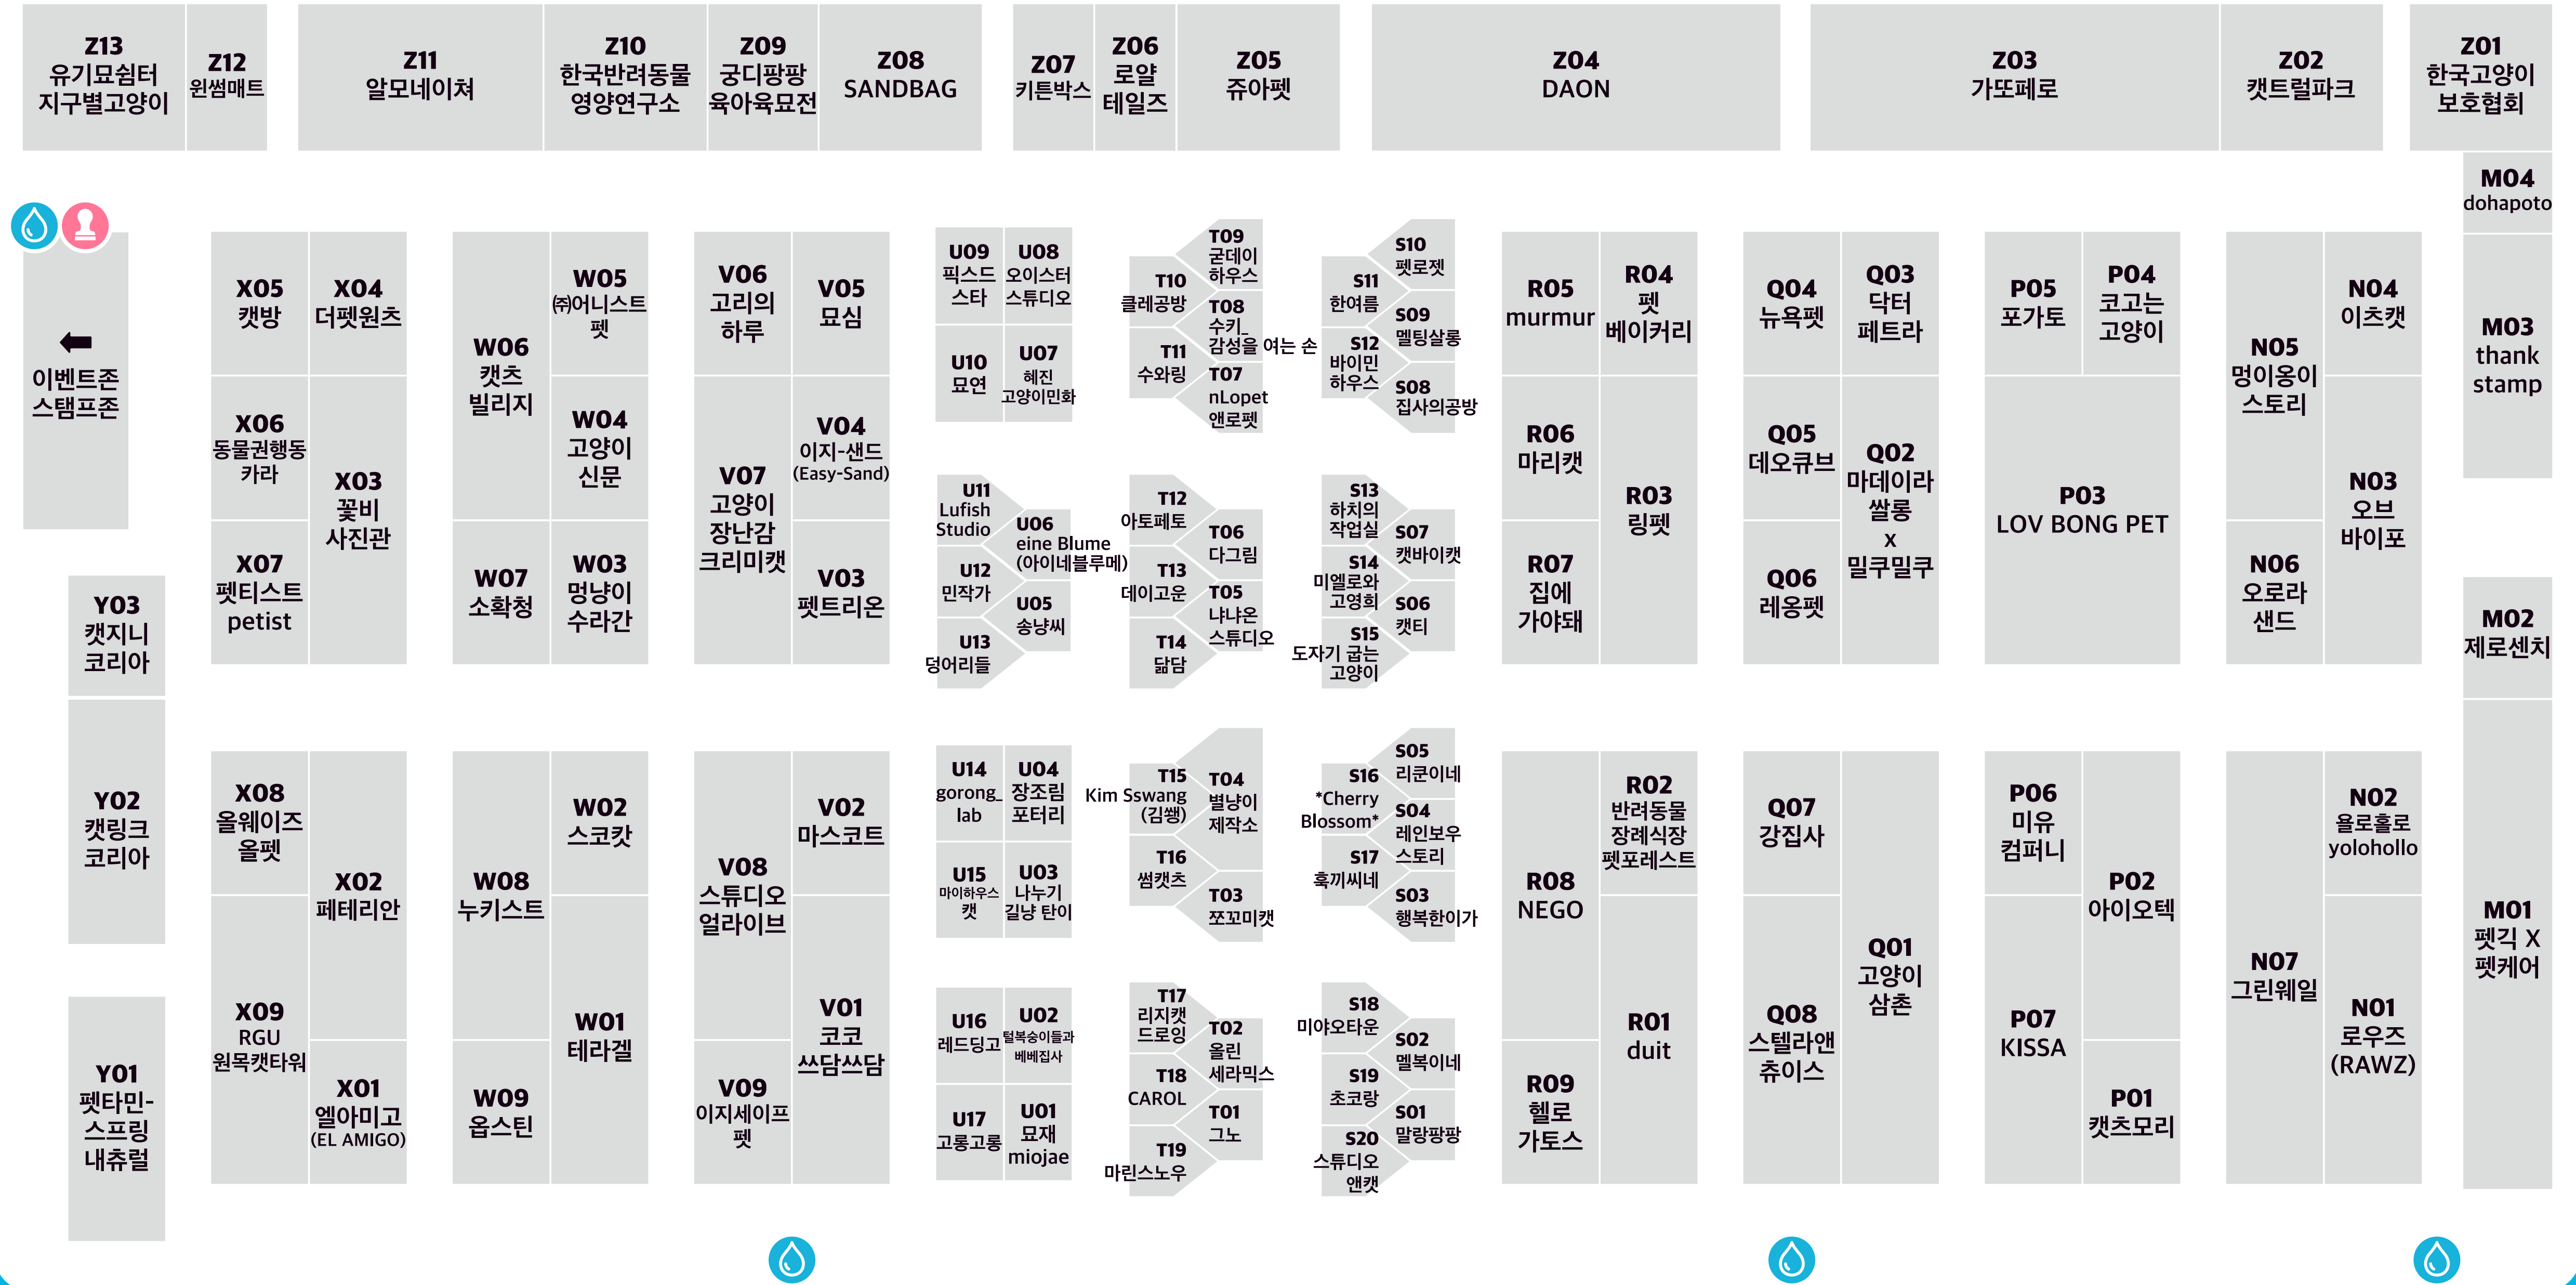 Z13
유기묘쉼터
지구별고양이
Z12
윈썸매트
Z11
알모네이쳐
Z10
한국반려동물
영양연구소
Z09
궁디팡팡
육아육묘전
Z08
SANDBAG
Z07
키튼박스
Z06
로얄
테일즈
Z05
쥬아펫
Z04
DAON
Z03
가또페로
Z02
캣트럴파크
Z01
한국고양이
보호협회
M04
dohapoto
M03
thank
stamp
M02
제로센치
M01
펫긱 X
펫케어
이벤트존
스탬프존
Y03
캣지니
코리아
Y02
캣링크
코리아
Y01
펫타민-
스프링
내츄럴
X05
캣방
X04
더펫원츠
X06
동물권행동
카라
X03
꽃비
사진관
X07
펫티스트
petist
X08
올웨이즈
올펫
X02
페테리안
X09
RGU
원목캣타워
X01
엘아미고
(EL AMIGO)
W05
㈜어니스트
펫
W06
캣츠
빌리지
W04
고양이
신문
W07
소확청
W03
멍냥이
수라간
W02
스코캇
W08
누키스트
W01
테라겔
W09
옵스틴
V06
고리의
하루
V05
묘심
V07
고양이
장난감
크리미캣
V04
이지-샌드
(Easy-Sand)
V03
펫트리온
V02
마스코트
V08
스튜디오
얼라이브
V01
코코
쓰담쓰담
V09
이지세이프
펫
U09
픽스드
스타
U08
오이스터
스튜디오
U10
묘연
U07
혜진
고양이민화
U11
Lufish
Studio
U06
eine Blume
(아이네블루메)
U12
민작가
U05
송냥씨
U13
덩어리들
U14
gorong_
lab
U04
장조림
포터리
U15
마이하우스
캣
U03
나누기
길냥 탄이
U16
레드딩고
U02
털복숭이들과
베베집사
U17
고롱고롱
U01
묘재
miojae
T09
굳데이
하우스
T10
클레공방
T08
수키_
감성을 여는 손
T11
수와링
T07
nLopet
앤로펫
T12
아토페토
T06
다그림
T13
데이고운
T05
냐냐온
스튜디오
T14
닮담
T15
Kim Sswang
(김쌩)
T04
별냥이
제작소
T16
썸캣츠
T03
쪼꼬미캣
T17
리지캣
드로잉
T02
올린
세라믹스
T18
CAROL
T01
그노
T19
마린스노우
S10
펫로젯
S11
한여름
S09
멜팅살롱
S12
바이민
하우스
S08
집사의공방
S13
하치의
작업실
S07
캣바이캣
S14
미엘로와
고영희
S06
캣티
S15
도자기 굽는
고양이
S05
리쿤이네
S16
*Cherry
Blossom*
S04
레인보우
스토리
S17
훅끼씨네
S03
행복한이가
S18
미야오타운
S02
멜복이네
S19
초코랑
S01
말랑팡팡
S20
스튜디오
앤캣
R05
murmur
R04
펫
베이커리
R06
마리캣
R03
링펫
R07
집에
가야돼
R02
반려동물
장례식장
펫포레스트
R08
NEGO
R01
duit
R09
헬로
가토스
Q04
뉴욕펫
Q03
닥터
페트라
Q05
데오큐브
Q02
마데이라
쌀롱
x
밀쿠밀쿠
Q06
레옹펫
Q07
강집사
Q01
고양이
삼촌
Q08
스텔라앤
츄이스
P05
포가토
P04
코고는
고양이
P03
LOV BONG PET
P06
미유
컴퍼니
P02
아이오텍
P07
KISSA
P01
캣츠모리
N04
이츠캣
N05
멍이옹이
스토리
N03
오브
바이포
N06
오로라
샌드
N02
욜로홀로
yolohollo
N07
그린웨일
N01
로우즈
(RAWZ)